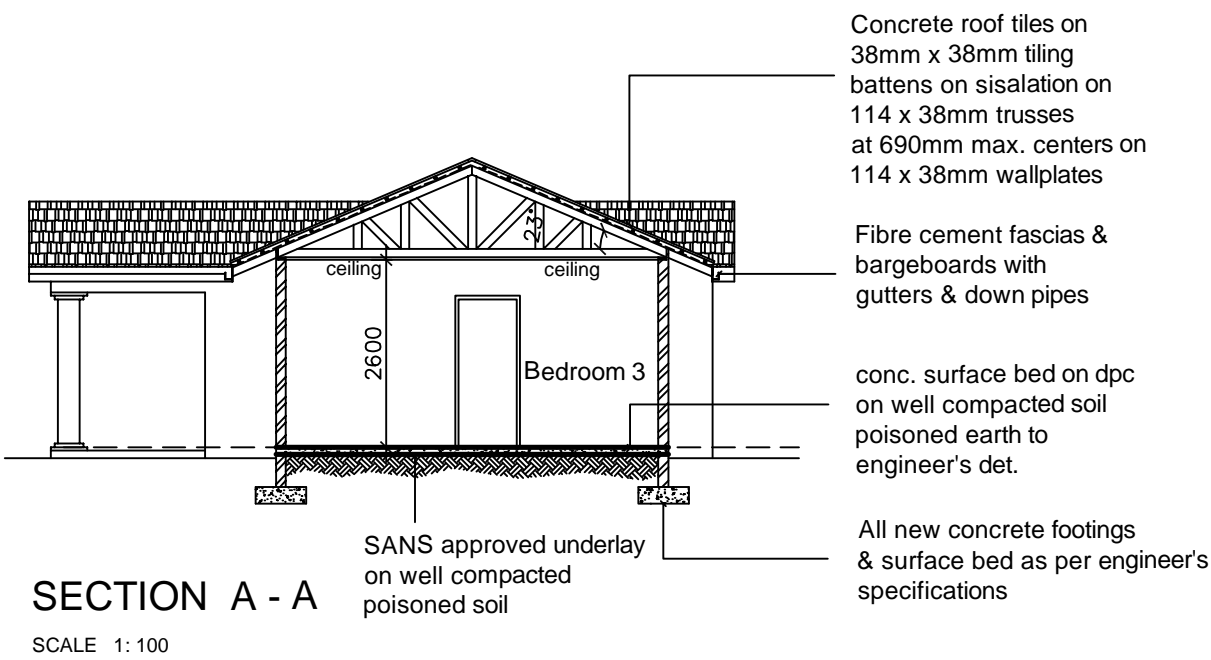 Concrete roof tiles on
38mm x 38mm tiling
battens on sisalation on
114 x 38mm trusses
at 690mm max. centers on
114 x 38mm wallplates
Fibre cement fascias &
bargeboards with
gutters & down pipes
23°
ceiling
ceiling
2600
Bedroom 3
conc. surface bed on dpc
on well compacted soil
poisoned earth to
engineer's det.
All new concrete footings
& surface bed as per engineer's
specifications
SANS approved underlay
on well compacted
poisoned soil
SECTION A - A
SCALE 1: 100